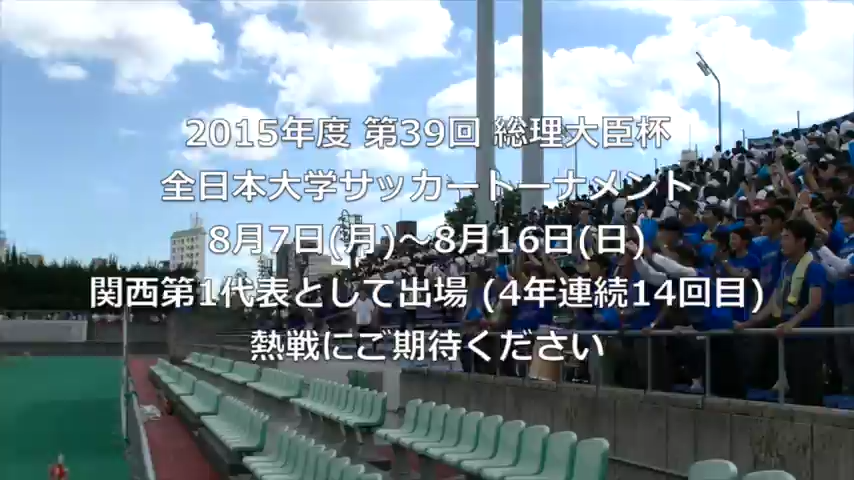 2015年度 第39回 総理大臣杯
全日本大学サッカートーナメント
8月7日(月)～8月16日(日)
関西第1代表として出場 (4年連続14回目)
熱戦にご期待ください